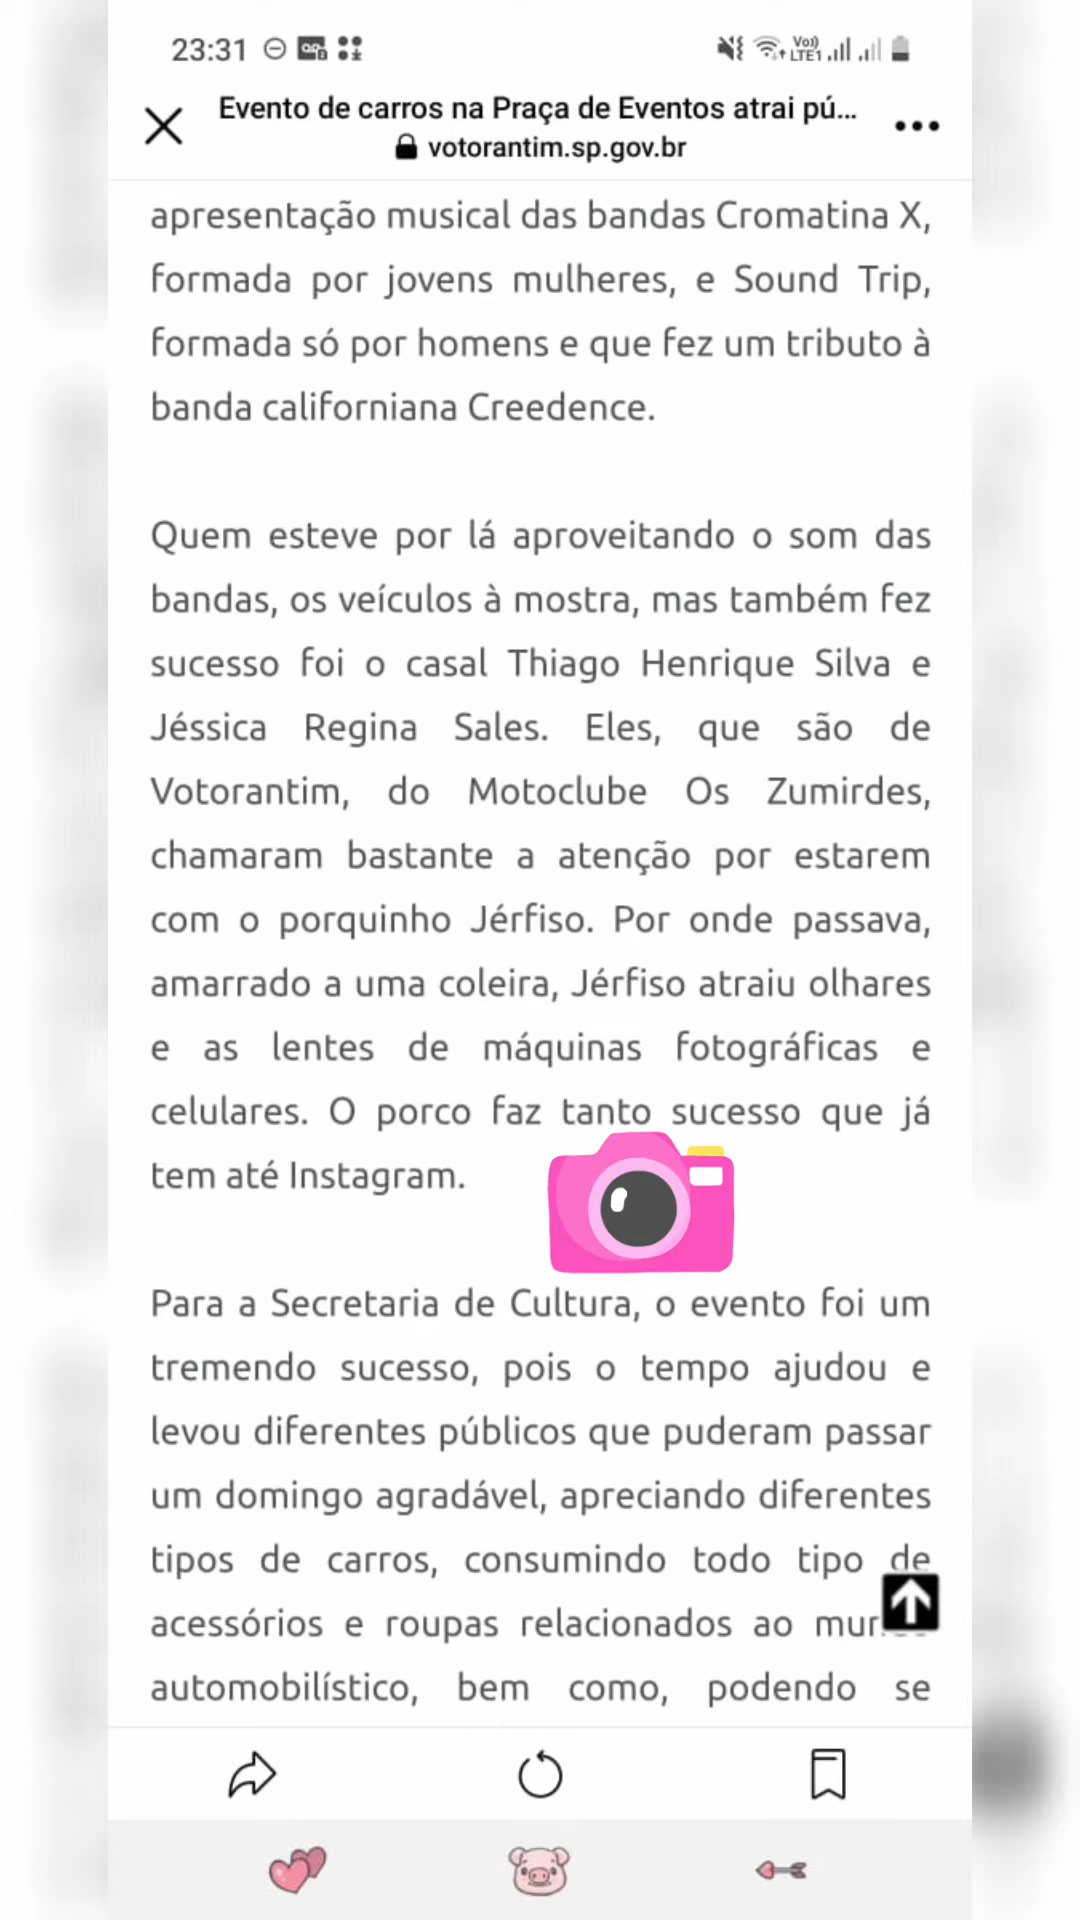 23:31
Vo))
LTE1
Evento de carros na Praça de Eventos atrai pú...
votorantim.sp.gov.br
apresentação musical das bandas Cromatina X,
formada por jovens mulheres, e Sound Trip,
formada só por homens e que fez um tributo à
banda californiana Creedence.
Quem esteve por lá aproveitando o som das
bandas, os veículos à mostra, mas também fez
sucesso foi o casal Thiago Henrique Silva e
Jéssica Regina Sales. Eles, que são de
Votorantim, do Motoclube Os Zumirdes,
chamaram bastante a atenção por estarem
com o porquinho Jérfiso. Por onde passava,
amarrado a uma coleira, Jérfiso atraiu olhares
e as lentes de máquinas fotográficas e
celulares. O porco faz tanto sucesso que já
tem até Instagram.
Para a Secretaria de Cultura, o evento foi um
tremendo sucesso, pois o tempo ajudou e
levou diferentes públicos que puderam passar
um domingo agradável, apreciando diferentes
tipos de carros, consumindo todo tipo de
acessórios e roupas relacionados ao
automobilístico, bem como, podendo se